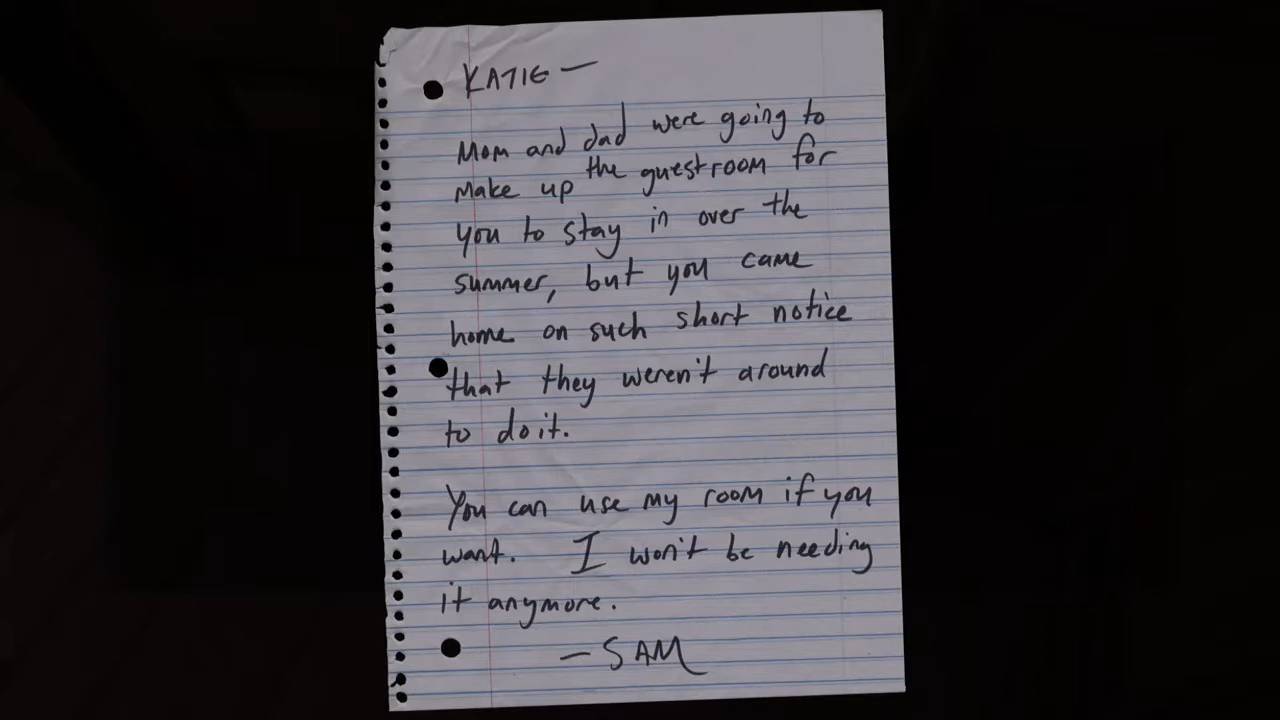 KATIE —
Mom and dad were going to
make up the guestroom for
you to stay in over the
summer, but you came
home on such short notice
that they weren't around
to do it.
You can use my room if you
want. I won't be needing
it anymore.
— SAM